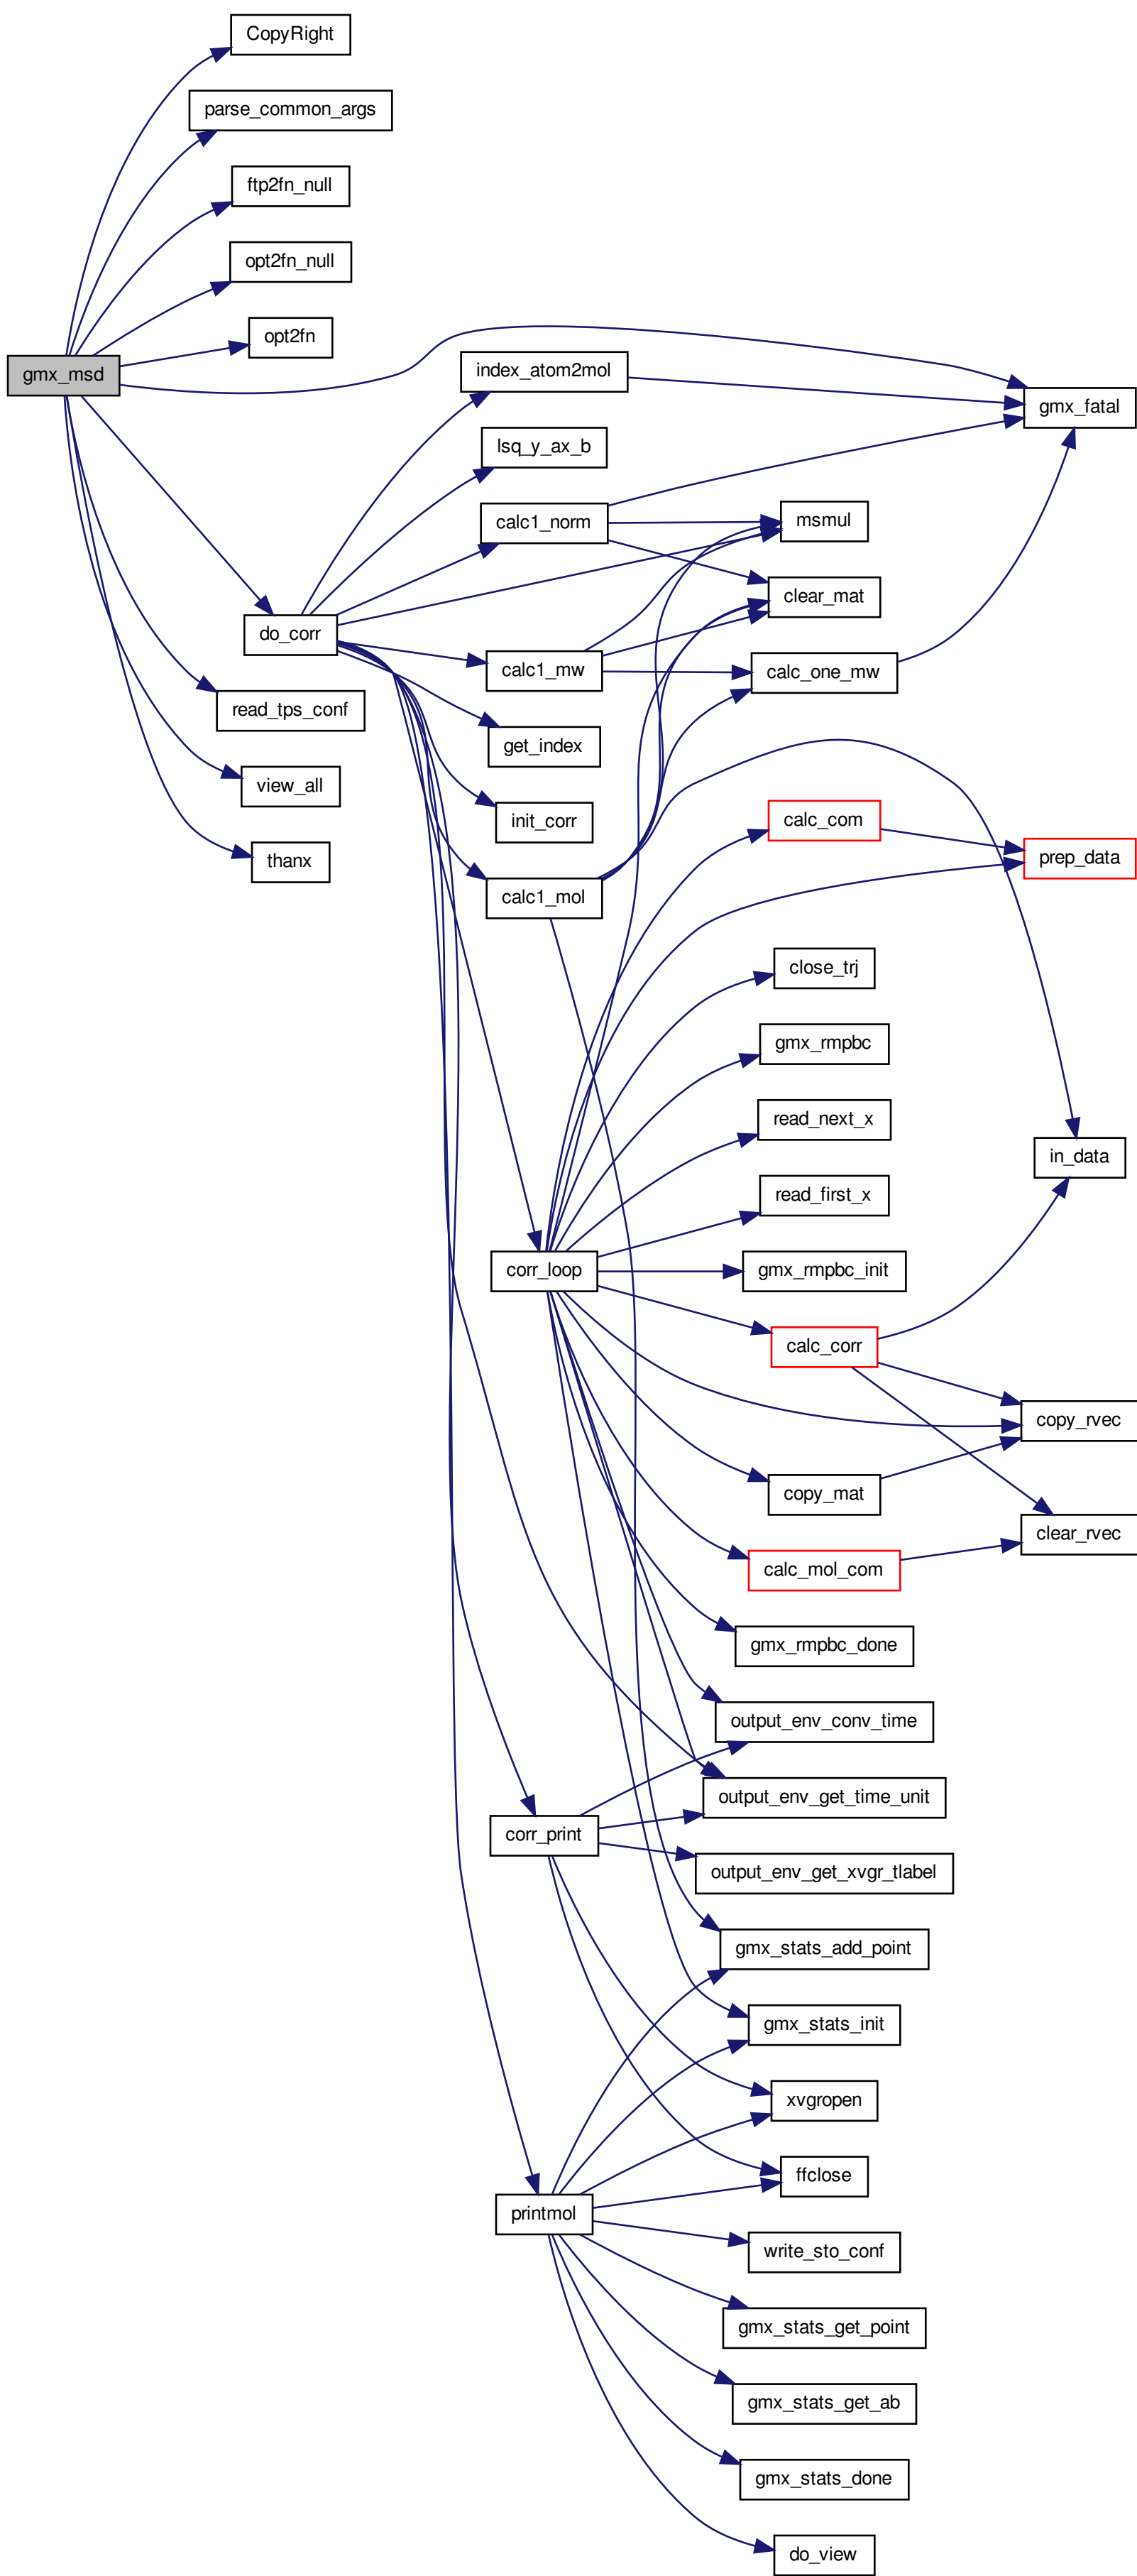 CopyRight
parse_common_args
ftp2fn_null
opt2fn_null
opt2fn
gmx_msd
index_atom2mol
gmx_fatal
lsq_y_ax_b
calc1_norm
msmul
clear_mat
do_corr
calc1_mw
calc_one_mw
read_tps_conf
get_index
view_all
init_corr
calc_com
thanx
prep_data
calc1_mol
close_trj
gmx_rmpbc
read_next_x
in_data
read_first_x
corr_loop
gmx_rmpbc_init
calc_corr
copy_rvec
copy_mat
clear_rvec
calc_mol_com
gmx_rmpbc_done
output_env_conv_time
output_env_get_time_unit
corr_print
output_env_get_xvgr_tlabel
gmx_stats_add_point
gmx_stats_init
xvgropen
ffclose
printmol
write_sto_conf
gmx_stats_get_point
gmx_stats_get_ab
gmx_stats_done
do_view